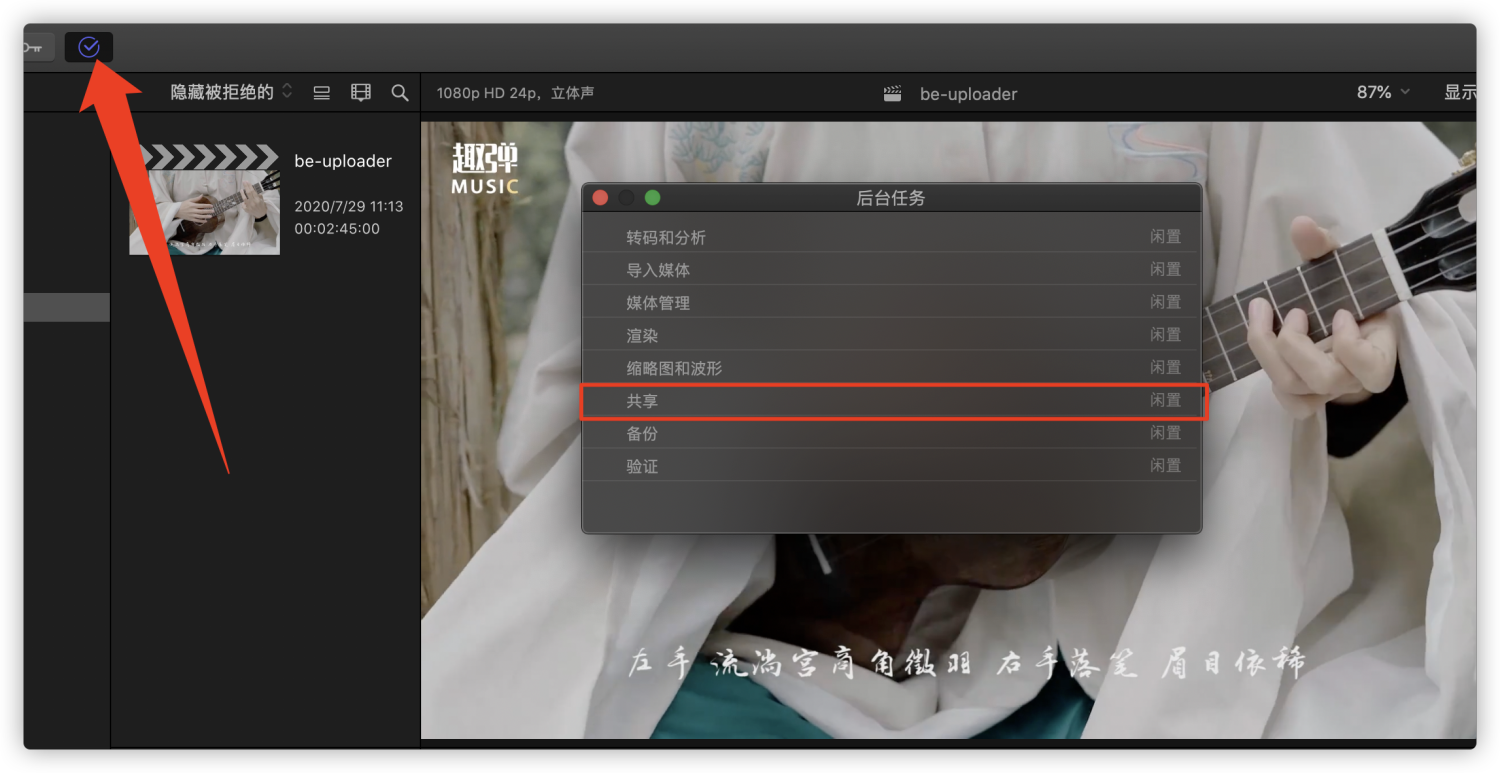 隐藏被拒绝的
1080p HD 24p，立体声
be-uploader
87%
显示
be-uploader
2020/7/29 11:13
00:02:45:00
趣弹
MUSIC
后台任务
转码和分析 闲置
导入媒体 闲置
媒体管理 闲置
渲染 闲置
缩略图和波形 闲置
共享 闲置
备份 闲置
验证 闲置
左手流淌宫商角徵羽 右手落笔 眉目依稀